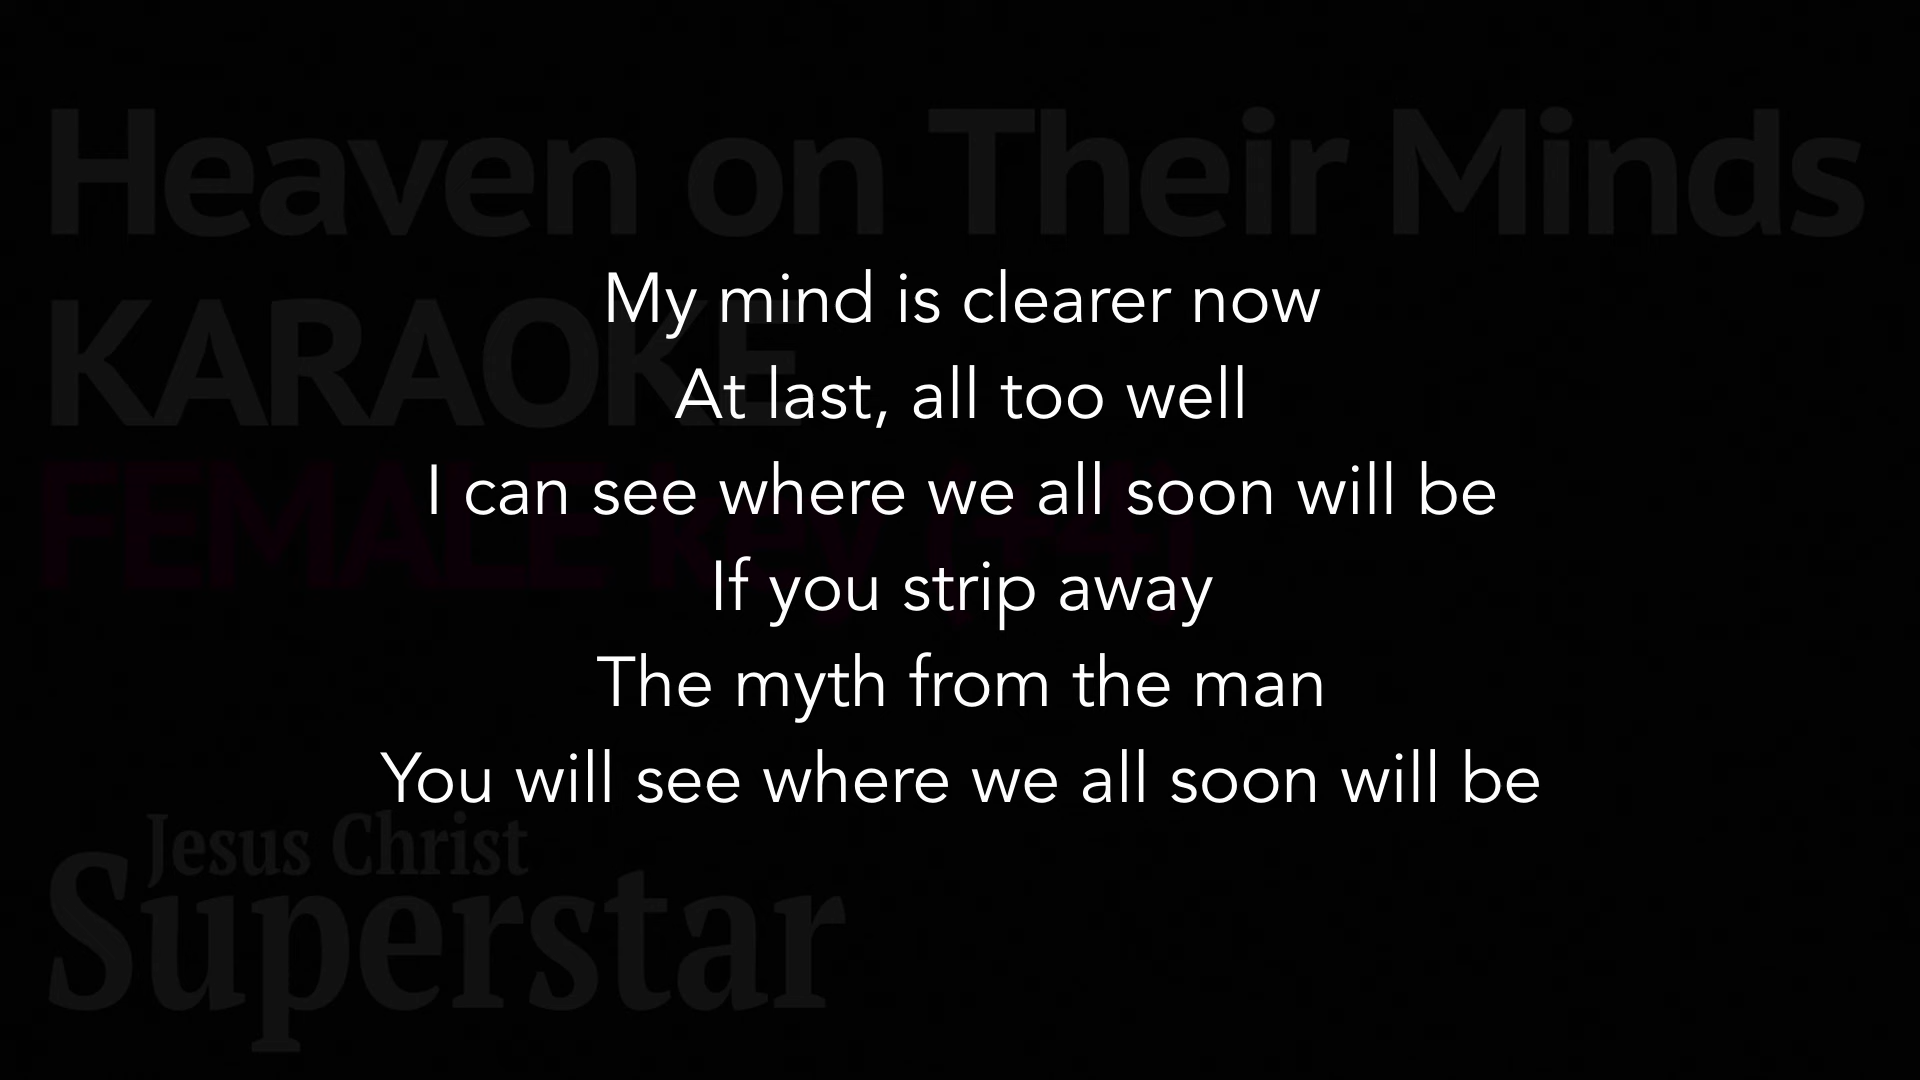 Heaven on Their Minds
My mind is clearer now
KARAOKE
At last, all too well
I can see where we all soon will be
FEMALE key
If you strip away
The myth from the man
You will see where we all soon will be
Jesus Christ
Superstar